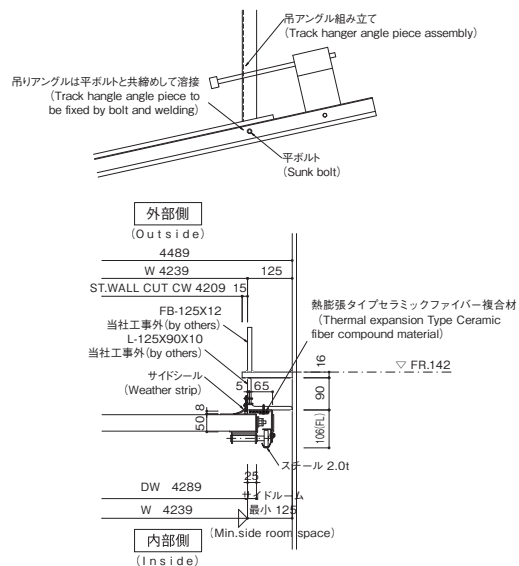 吊アングル組み立て
(Track hanger angle piece assembly)
吊りアングルは平ボルトと共締めして溶接
(Track hangle angle piece to
be fixed by bolt and welding)
平ボルト
(Sunk bolt)
外部側
(Outside)
4489
W 4239 125
ST.WALL CUT CW 4209 15
FB-125X12
当社工事外(by others)
L-125X90X10
当社工事外(by others)
熱膨張タイプセラミックファイバー複合材
(Thermal expansion Type Ceramic
fiber compound material)
16
▽ FR.142
サイドシール
(Weather strip)
5 65
90
8
50
106(FL)
スチール 2.0t
25
DW 4289
サイドルーム
W 4239 最小 125
(Min.side room space)
内部側
(Inside)